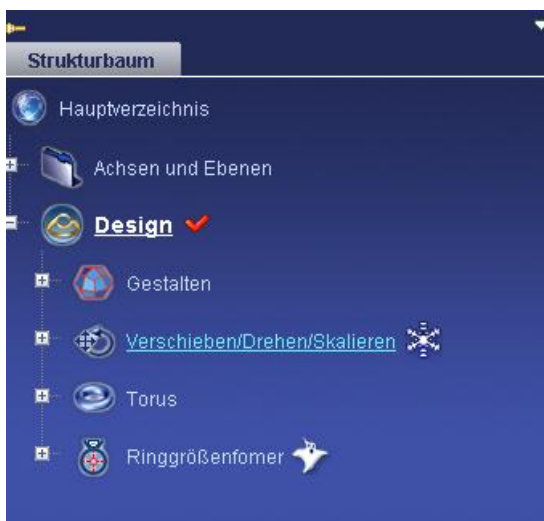 Strukturbaum
Hauptverzeichnis
Achsen und Ebenen
Design
Gestalten
Verschieben/Drehen/Skalieren
Torus
Ringgrößenfomer